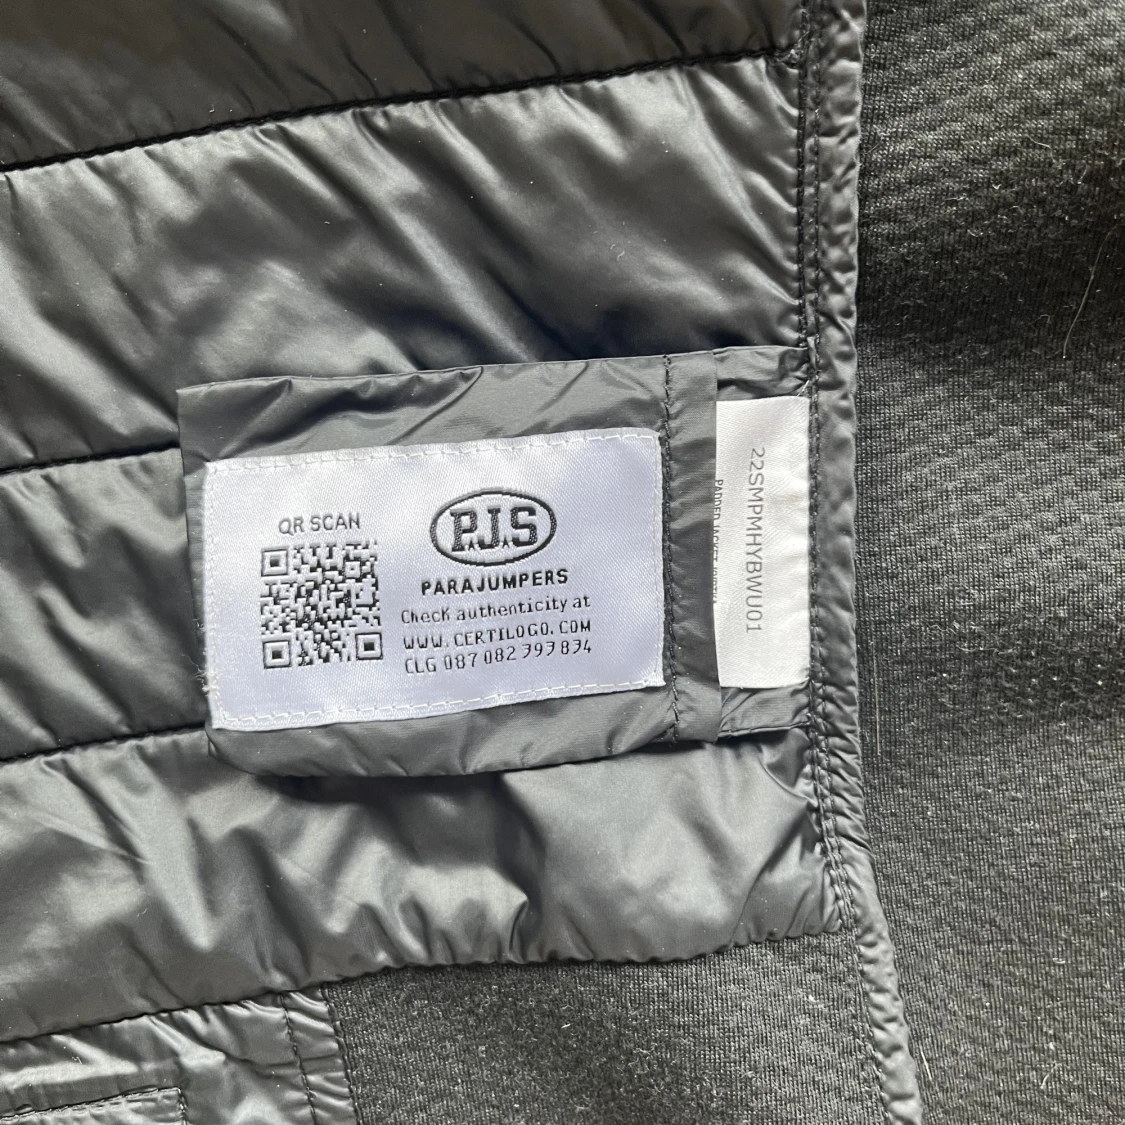 QR SCAN
P.J.S
PARAJUMPERS
Check authenticity at
WWW.CERTILOGO.COM
CLG 087 082 393 834
22SMPMHYBWU01